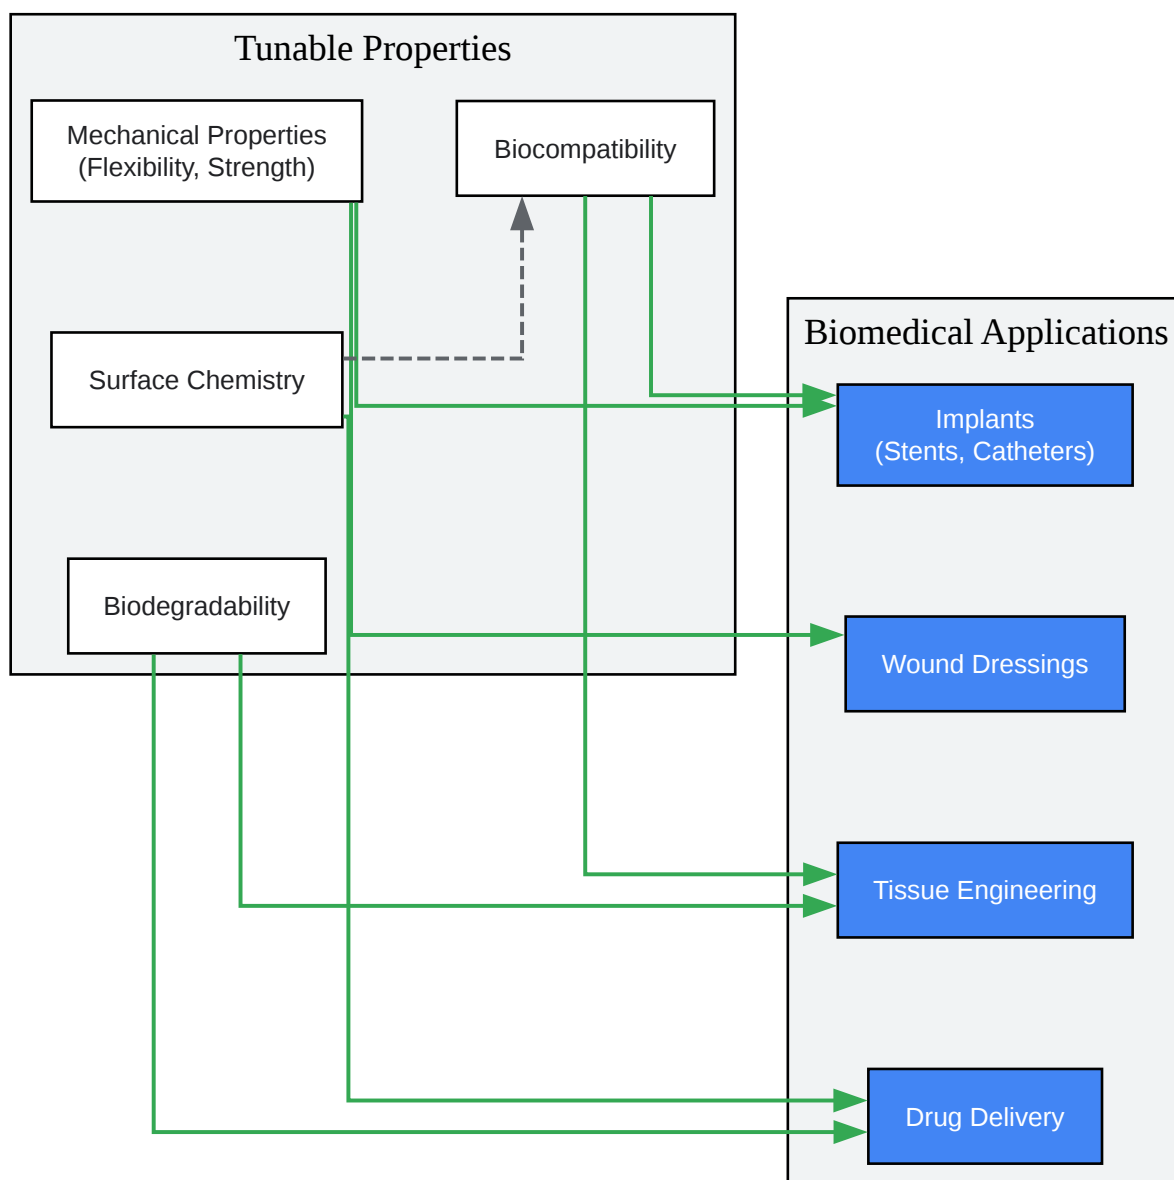 Tunable Properties
Mechanical Properties
(Flexibility, Strength)
Biocompatibility
Surface Chemistry
Biodegradability
Biomedical Applications
Implants
(Stents, Catheters)
Wound Dressings
Tissue Engineering
Drug Delivery